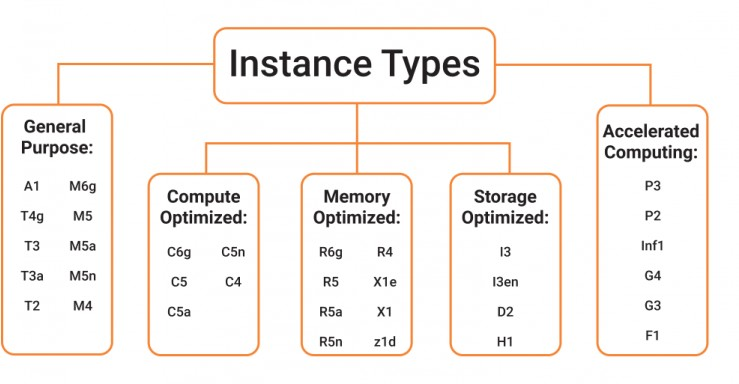 Instance Types
General
Purpose:
A1 M6g
T4g M5
T3 M5a
T3a M5n
T2 M4
Compute
Optimized:
C6g C5n
C5 C4
C5a
Memory
Optimized:
R6g R4
R5 X1e
R5a X1
R5n z1d
Storage
Optimized:
I3
I3en
D2
H1
Accelerated
Computing:
P3
P2
Inf1
G4
G3
F1